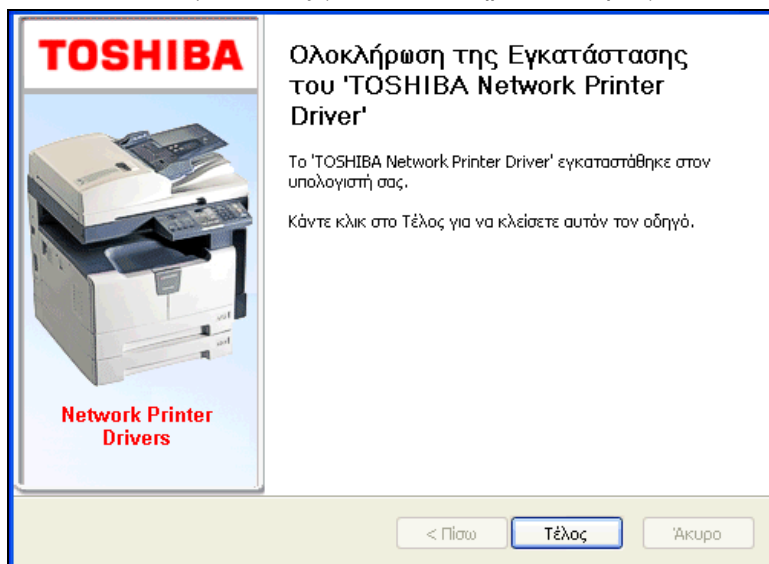 TOSHIBA
Network Printer
Drivers
Ολοκλήρωση της Εγκατάστασης
του 'TOSHIBA Network Printer
Driver'
Το 'TOSHIBA Network Printer Driver' εγκαταστάθηκε στον
υπολογιστή σας.
Κάντε κλικ στο Τέλος για να κλείσετε αυτόν τον οδηγό.
< Πίσω
Τέλος
Άκυρο